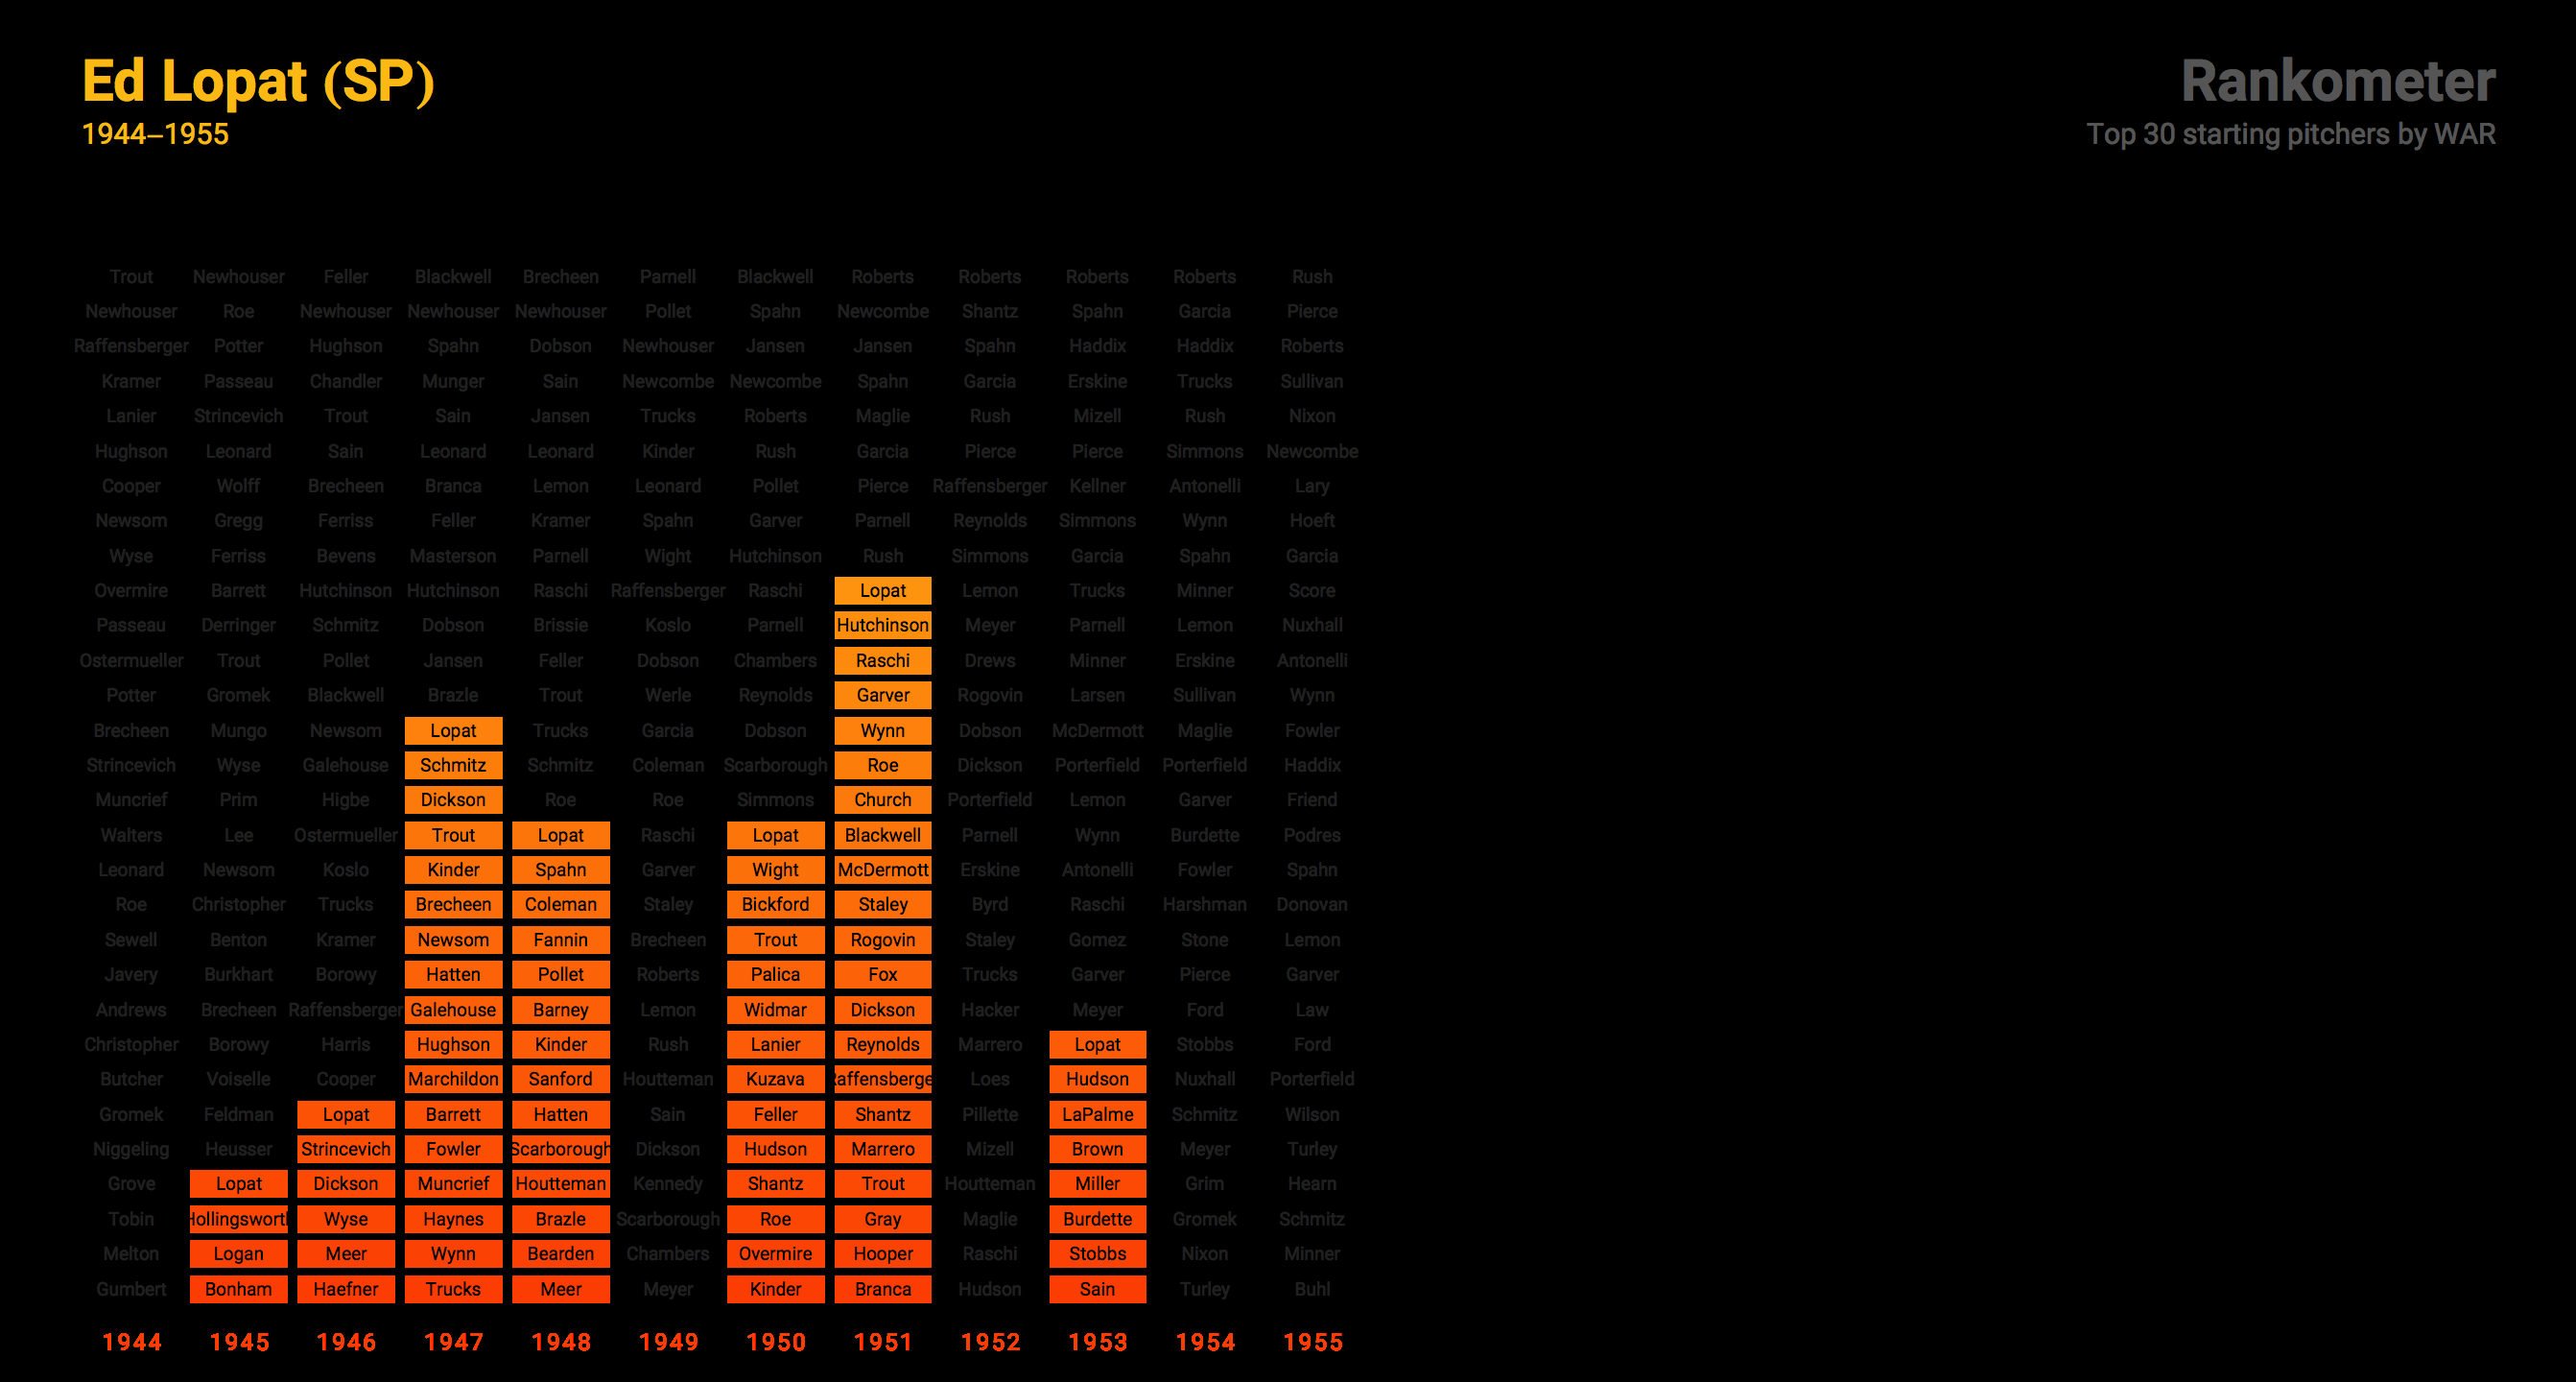 Ed Lopat (SP)
1944–1955
Rankometer
Top 30 starting pitchers by WAR
Trout Newhouser Feller Blackwell Brecheen Parnell Blackwell Roberts Roberts Roberts Roberts Rush
Newhouser Roe Newhouser Newhouser Newhouser Pollet Spahn Newcombe Shantz Spahn Garcia Pierce
Raffensberger Potter Hughson Spahn Dobson Newhouser Jansen Jansen Spahn Haddix Haddix Roberts
Kramer Passeau Chandler Munger Sain Newcombe Newcombe Spahn Garcia Erskine Trucks Sullivan
Lanier Strincevich Trout Sain Jansen Trucks Roberts Maglie Rush Mizell Rush Nixon
Hughson Leonard Sain Leonard Leonard Kinder Rush Garcia Pierce Pierce Simmons Newcombe
Cooper Wolff Brecheen Branca Lemon Leonard Pollet Pierce Raffensberger Kellner Antonelli Lary
Newsom Gregg Ferriss Feller Kramer Spahn Garver Parnell Reynolds Simmons Wynn Hoeft
Wyse Ferriss Bevens Masterson Parnell Wight Hutchinson Rush Simmons Garcia Spahn Garcia
Overmire Barrett Hutchinson Hutchinson Raschi Raffensberger Raschi Lopat Lemon Trucks Minner Score
Passeau Derringer Schmitz Dobson Brissie Koslo Parnell Hutchinson Meyer Parnell Lemon Nuxhall
Ostermueller Trout Pollet Jansen Feller Dobson Chambers Raschi Drews Minner Erskine Antonelli
Potter Gromek Blackwell Brazle Trout Werle Reynolds Garver Rogovin Larsen Sullivan Wynn
Brecheen Mungo Newsom Lopat Trucks Garcia Dobson Wynn Dobson McDermott Maglie Fowler
Strincevich Wyse Galehouse Schmitz Schmitz Coleman Scarborough Roe Dickson Porterfield Porterfield Haddix
Muncrief Prim Higbe Dickson Roe Roe Simmons Church Porterfield Lemon Garver Friend
Walters Lee Ostermueller Trout Lopat Raschi Lopat Blackwell Parnell Wynn Burdette Podres
Leonard Newsom Koslo Kinder Spahn Garver Wight McDermott Erskine Antonelli Fowler Spahn
Roe Christopher Trucks Brecheen Coleman Staley Bickford Staley Byrd Raschi Harshman Donovan
Sewell Benton Kramer Newsom Fannin Brecheen Trout Rogovin Staley Gomez Stone Lemon
Javery Burkhart Borowy Hatten Pollet Roberts Palica Fox Trucks Garver Pierce Garver
Andrews Brecheen Raffensberger Galehouse Barney Lemon Widmar Dickson Hacker Meyer Ford Law
Christopher Borowy Harris Hughson Kinder Rush Lanier Reynolds Marrero Lopat Stobbs Ford
Butcher Voiselle Cooper Marchildon Sanford Houtteman Kuzava affensberge Loes Hudson Nuxhall Porterfield
Gromek Feldman Lopat Barrett Hatten Sain Feller Shantz Pillette LaPalme Schmitz Wilson
Niggeling Heusser Strincevich Fowler Scarborough Dickson Hudson Marrero Mizell Brown Meyer Turley
Grove Lopat Dickson Muncrief Houtteman Kennedy Shantz Trout Houtteman Miller Grim Hearn
Tobin Hollingsworth Wyse Haynes Brazle Scarborough Roe Gray Maglie Burdette Gromek Schmitz
Melton Logan Meer Wynn Bearden Chambers Overmire Hooper Raschi Stobbs Nixon Minner
Gumbert Bonham Haefner Trucks Meer Meyer Kinder Branca Hudson Sain Turley Buhl
1944 1945 1946 1947 1948 1949 1950 1951 1952 1953 1954 1955